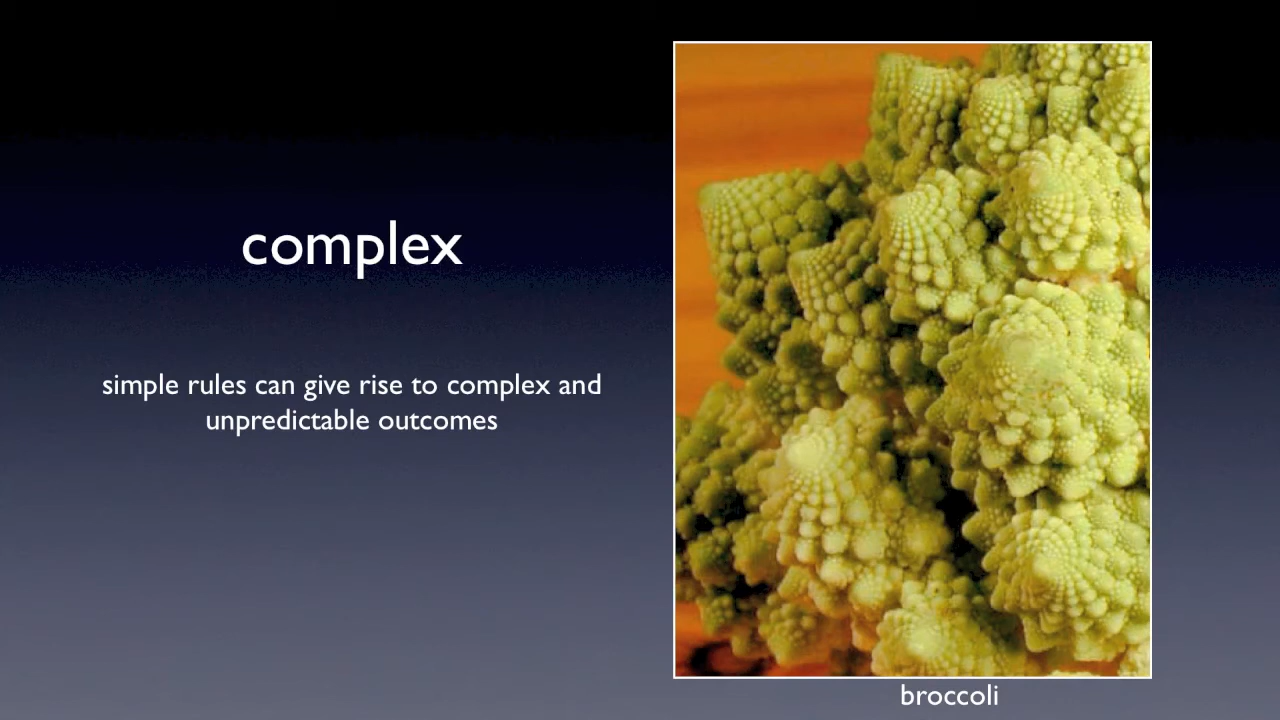 complex
simple rules can give rise to complex and
unpredictable outcomes
broccoli